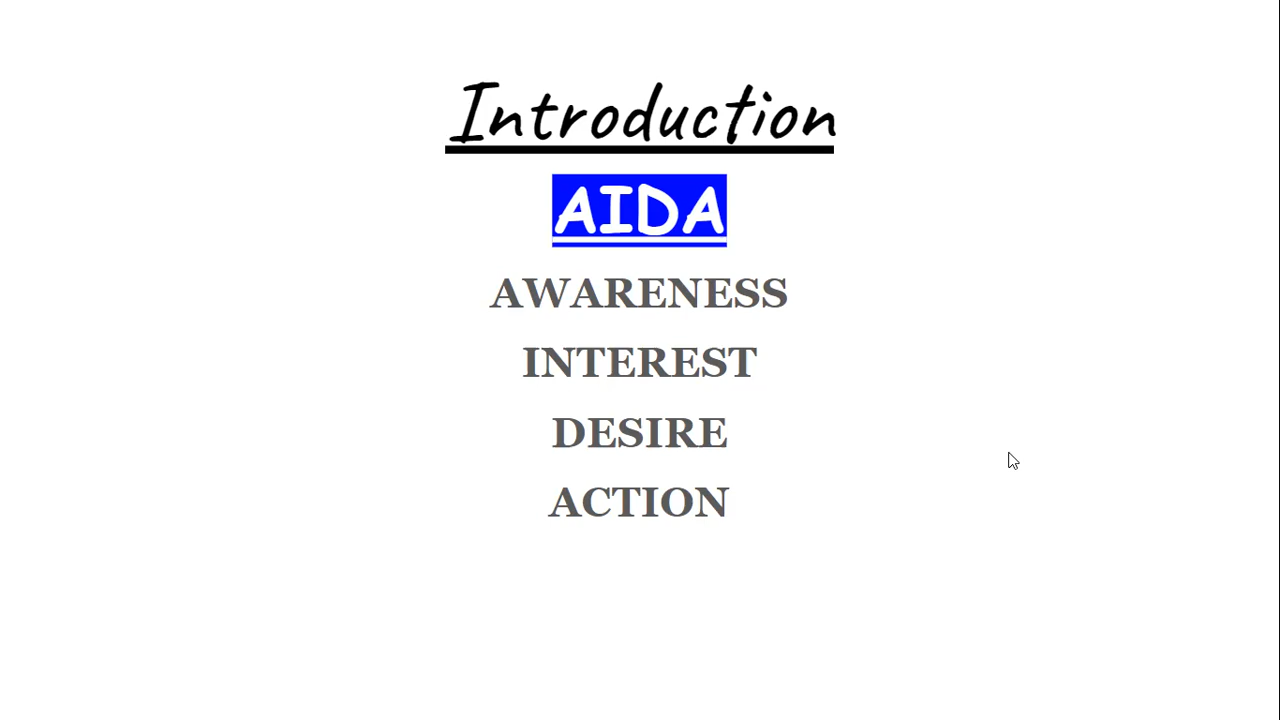 Introduction
AIDA
AWARENESS
INTEREST
DESIRE
ACTION